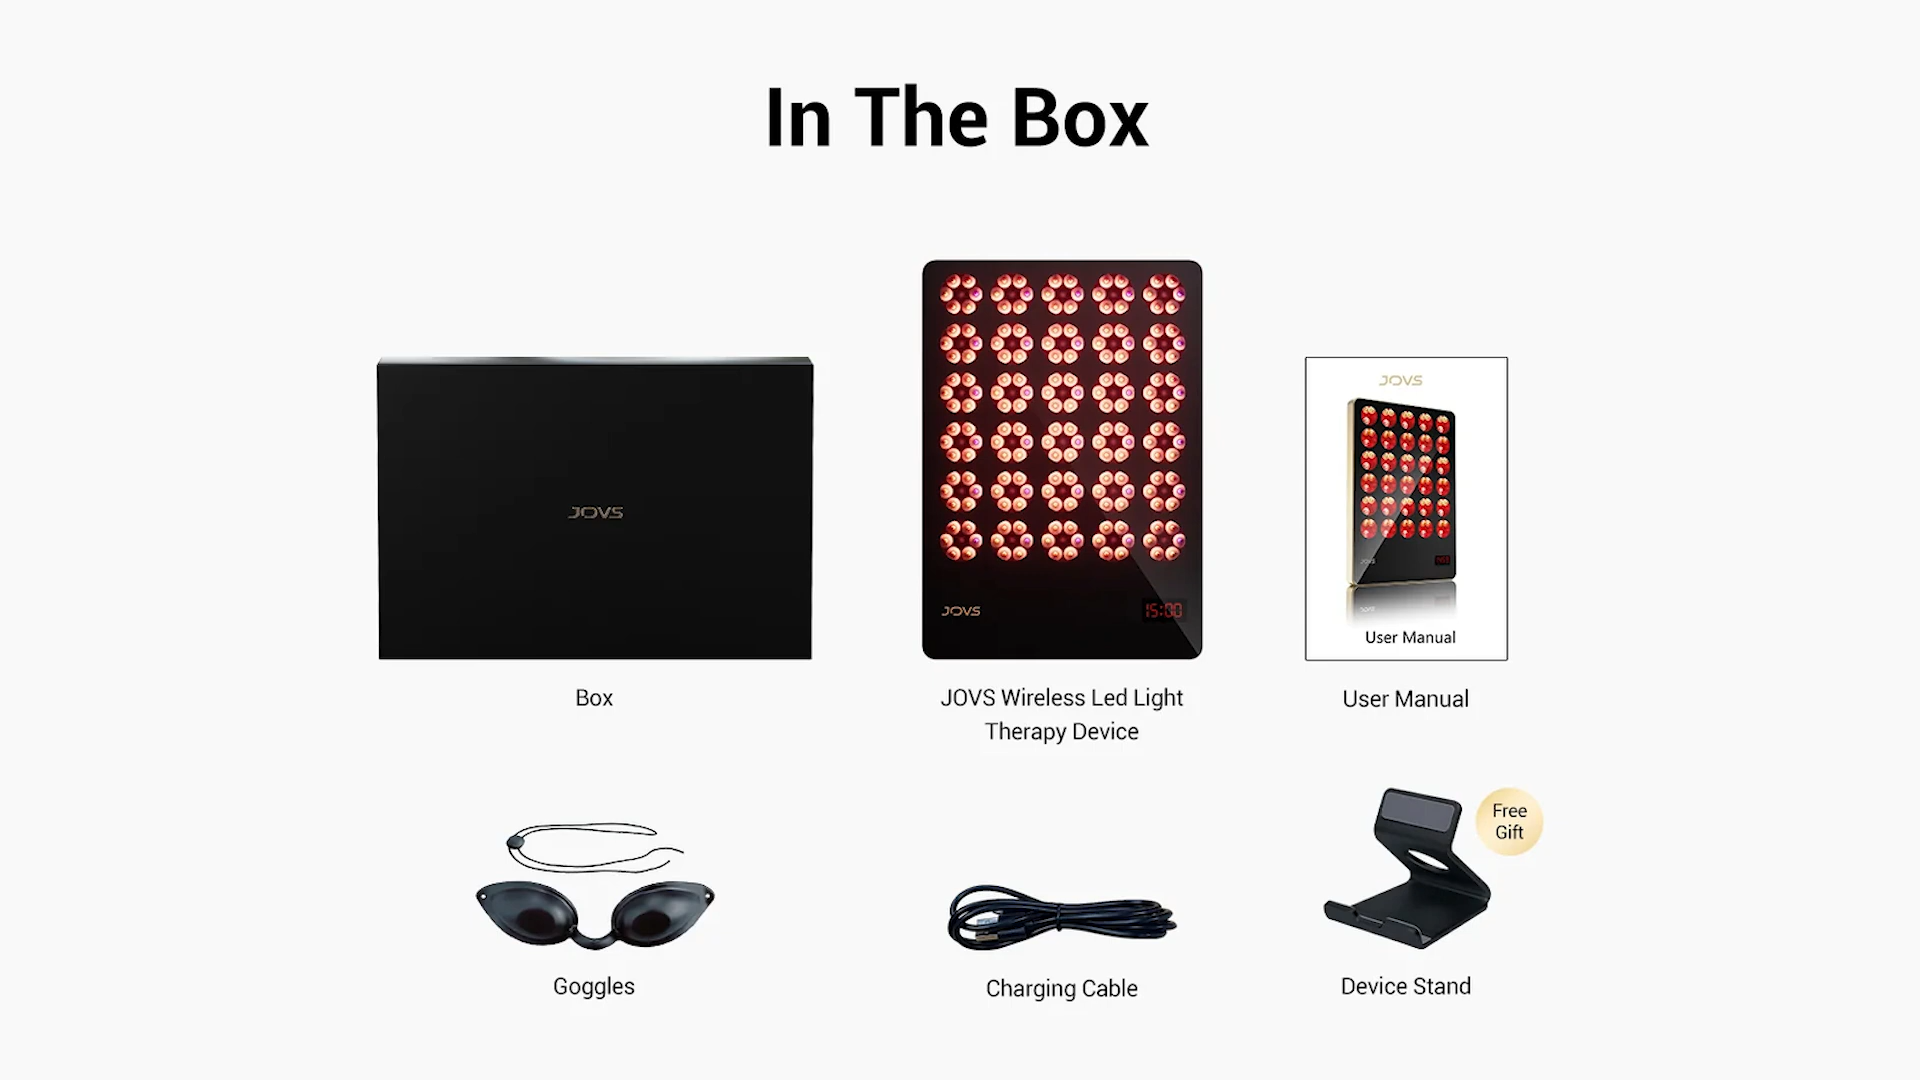 In The Box
JOVS
JOVS
15:00
JOVS
User Manual
Box
JOVS Wireless Led Light
Therapy Device
User Manual
Free
Gift
Goggles
Charging Cable
Device Stand